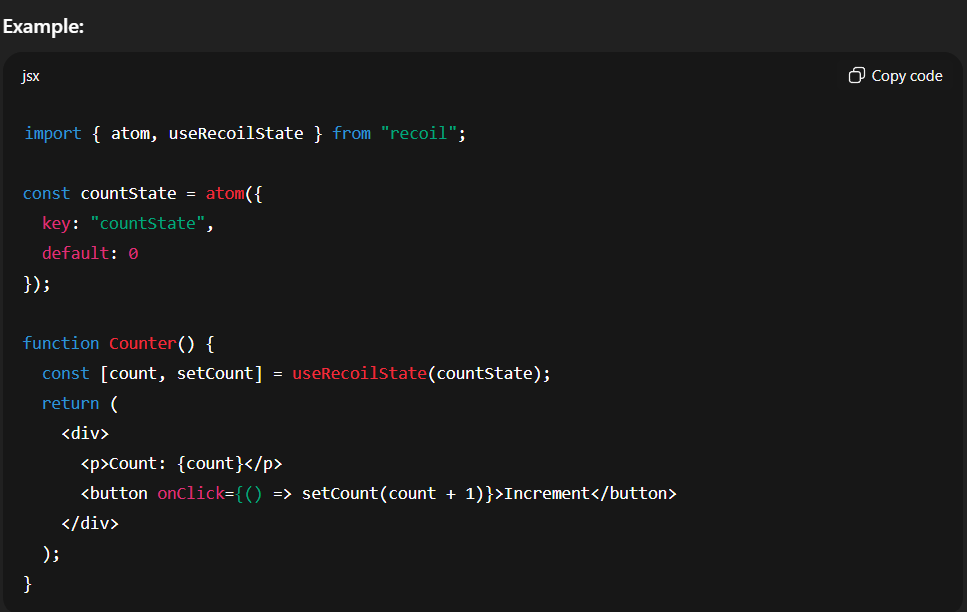 Example:
jsx
Copy code
import { atom, useRecoilState } from "recoil";
const countState = atom({
  key: "countState",
  default: 0
});
function Counter() {
  const [count, setCount] = useRecoilState(countState);
  return (
    <div>
      <p>Count: {count}</p>
      <button onClick={() => setCount(count + 1)}>Increment</button>
    </div>
  );
}